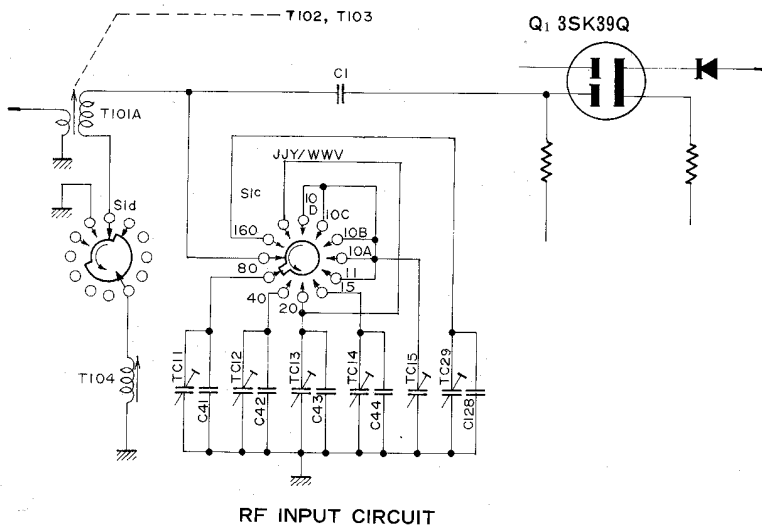 T102, T103
Q1 3SK39Q
C1
T101A
JJY/WWV
S1d
S1c
10D
10C
160
10B
10A
80
11
40
15
20
TC11
TC12
TC13
TC14
TC15
TC29
T104
C41
C42
C43
C44
C128
RF INPUT CIRCUIT